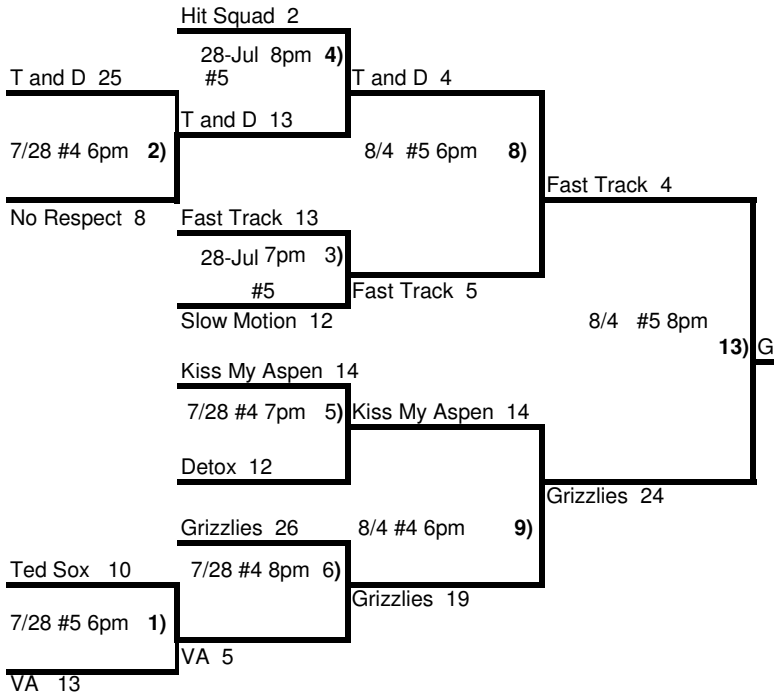 Hit Squad 2
28-Jul 8pm 4)
#5
T and D 25
T and D 4
T and D 13
7/28 #4 6pm 2)
8/4 #5 6pm 8)
Fast Track 4
No Respect 8
Fast Track 13
28-Jul 7pm 3)
#5
Fast Track 5
Slow Motion 12
8/4 #5 8pm
13) G
Kiss My Aspen 14
7/28 #4 7pm 5)
Kiss My Aspen 14
Detox 12
Grizzlies 24
Grizzlies 26
8/4 #4 6pm 9)
Ted Sox 10
7/28 #4 8pm 6)
Grizzlies 19
7/28 #5 6pm 1)
VA 5
VA 13